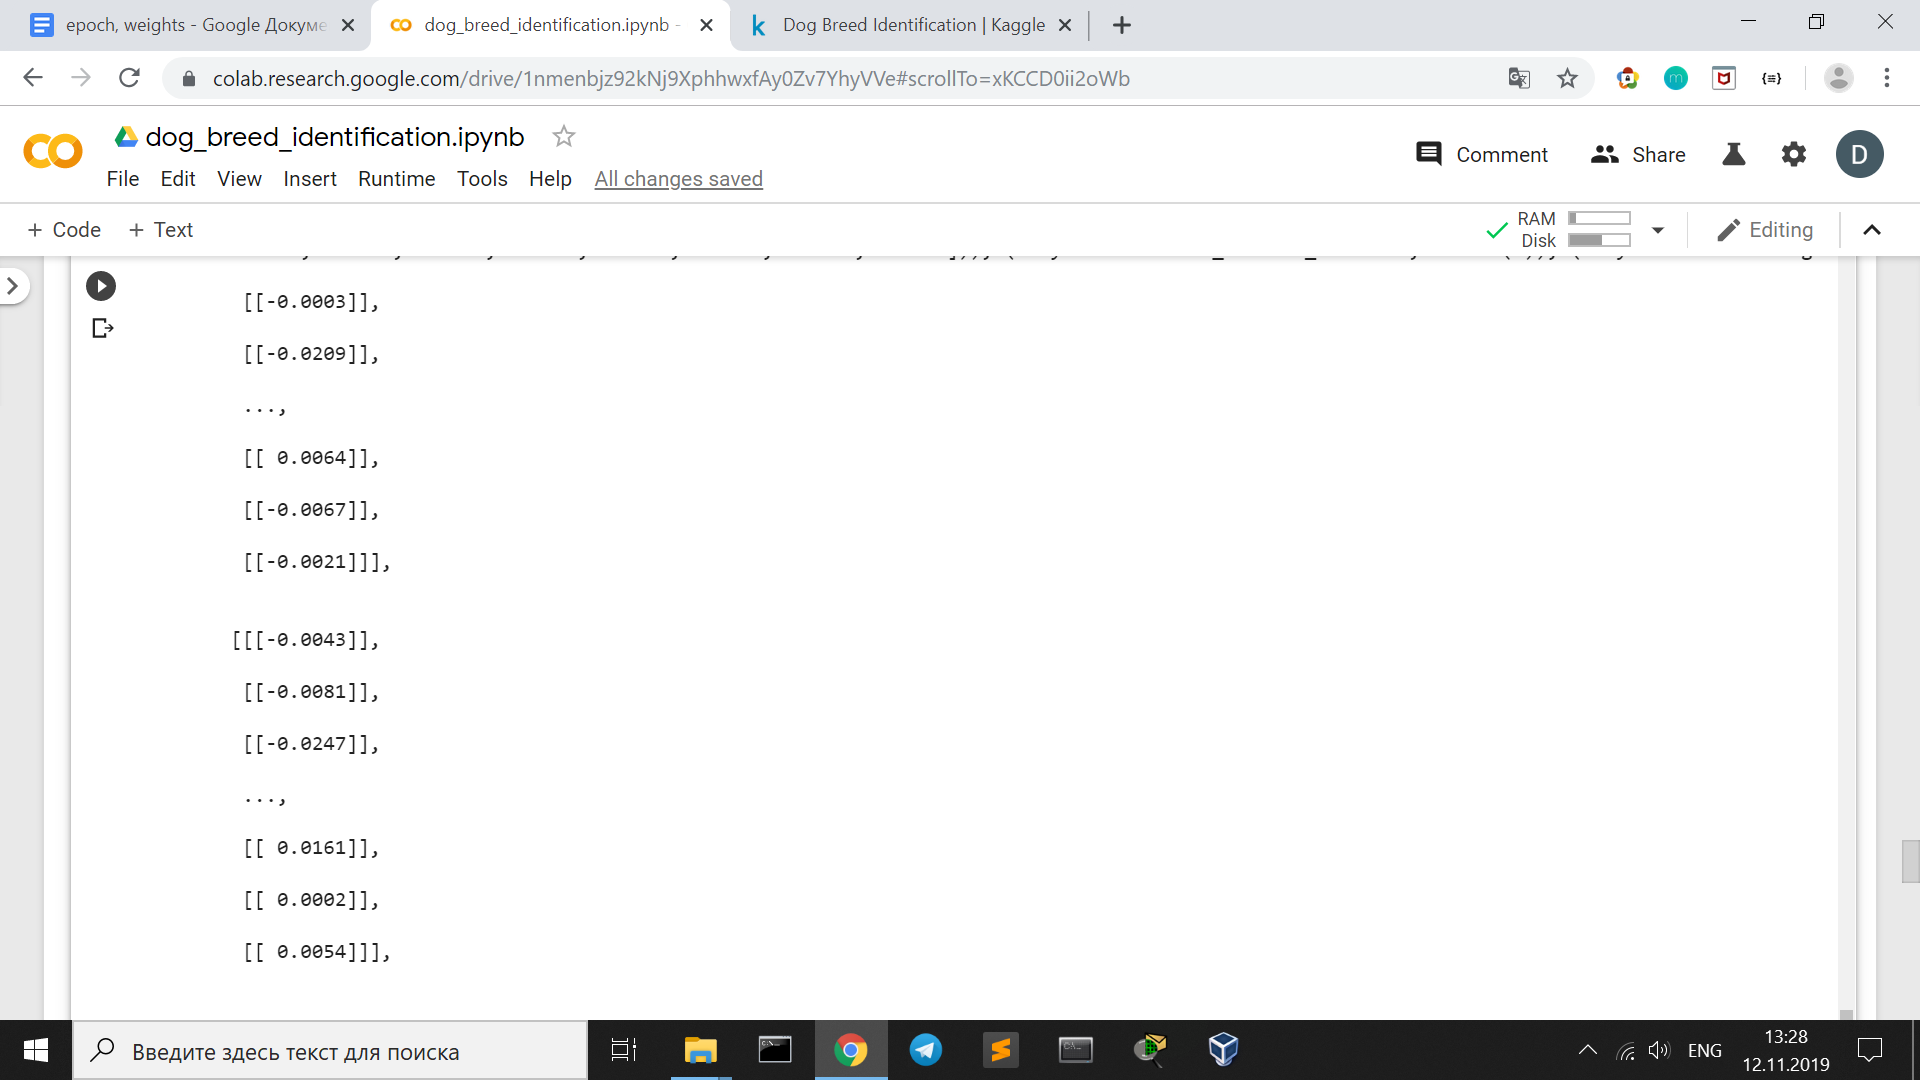 epoch, weights - Google Докуме
dog_breed_identification.ipynb -
Dog Breed Identification | Kaggle
colab.research.google.com/drive/1nmenbjz92kNj9XphhwxfAy0Zv7YhyVVe#scrollTo=xKCCD0ii2oWb
dog_breed_identification.ipynb
File Edit View Insert Runtime Tools Help All changes saved
Comment
Share
D
+ Code + Text
RAM
Disk
Editing
[[-0.0003]],
[[-0.0209]],
...,
[[ 0.0064]],
[[-0.0067]],
[[-0.0021]]],
[[[-0.0043]],
[[-0.0081]],
[[-0.0247]],
...,
[[ 0.0161]],
[[ 0.0002]],
[[ 0.0054]]],
Введите здесь текст для поиска
ENG
13:28
12.11.2019